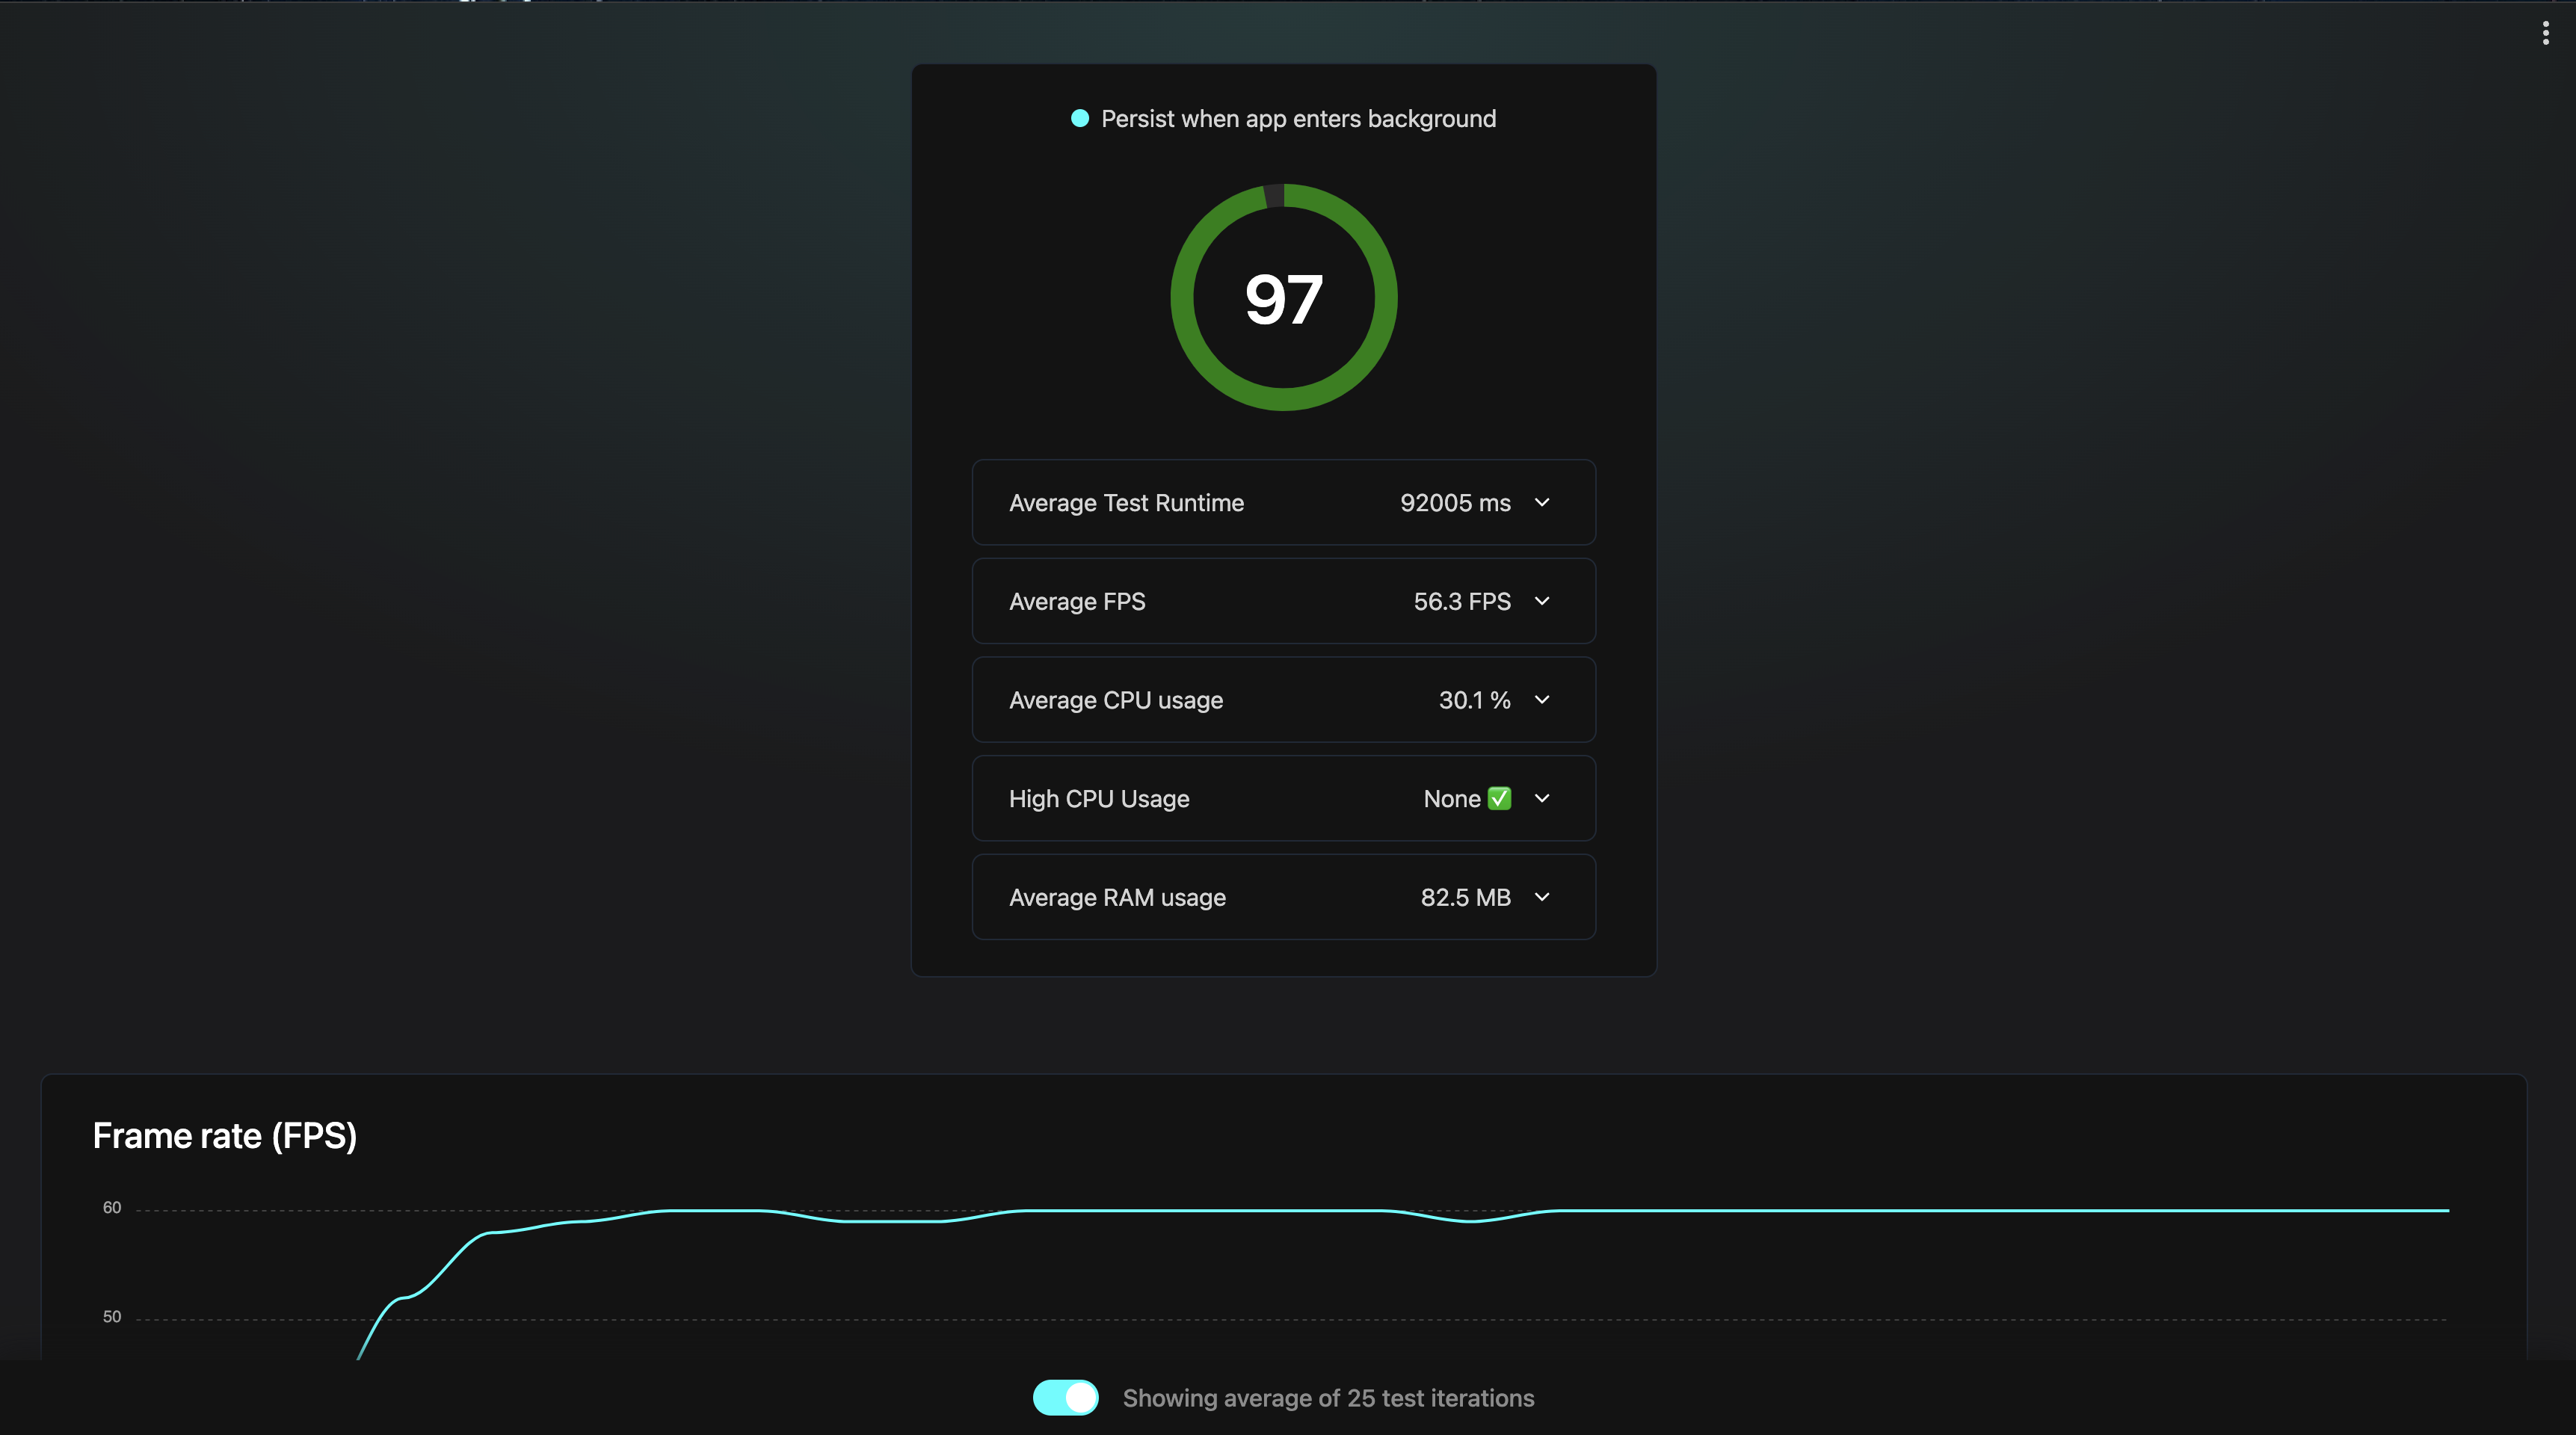 Persist when app enters background
97
Average Test Runtime 92005 ms
Average FPS 56.3 FPS
Average CPU usage 30.1 %
High CPU Usage None ✅
Average RAM usage 82.5 MB
Frame rate (FPS)
60
50
Showing average of 25 test iterations